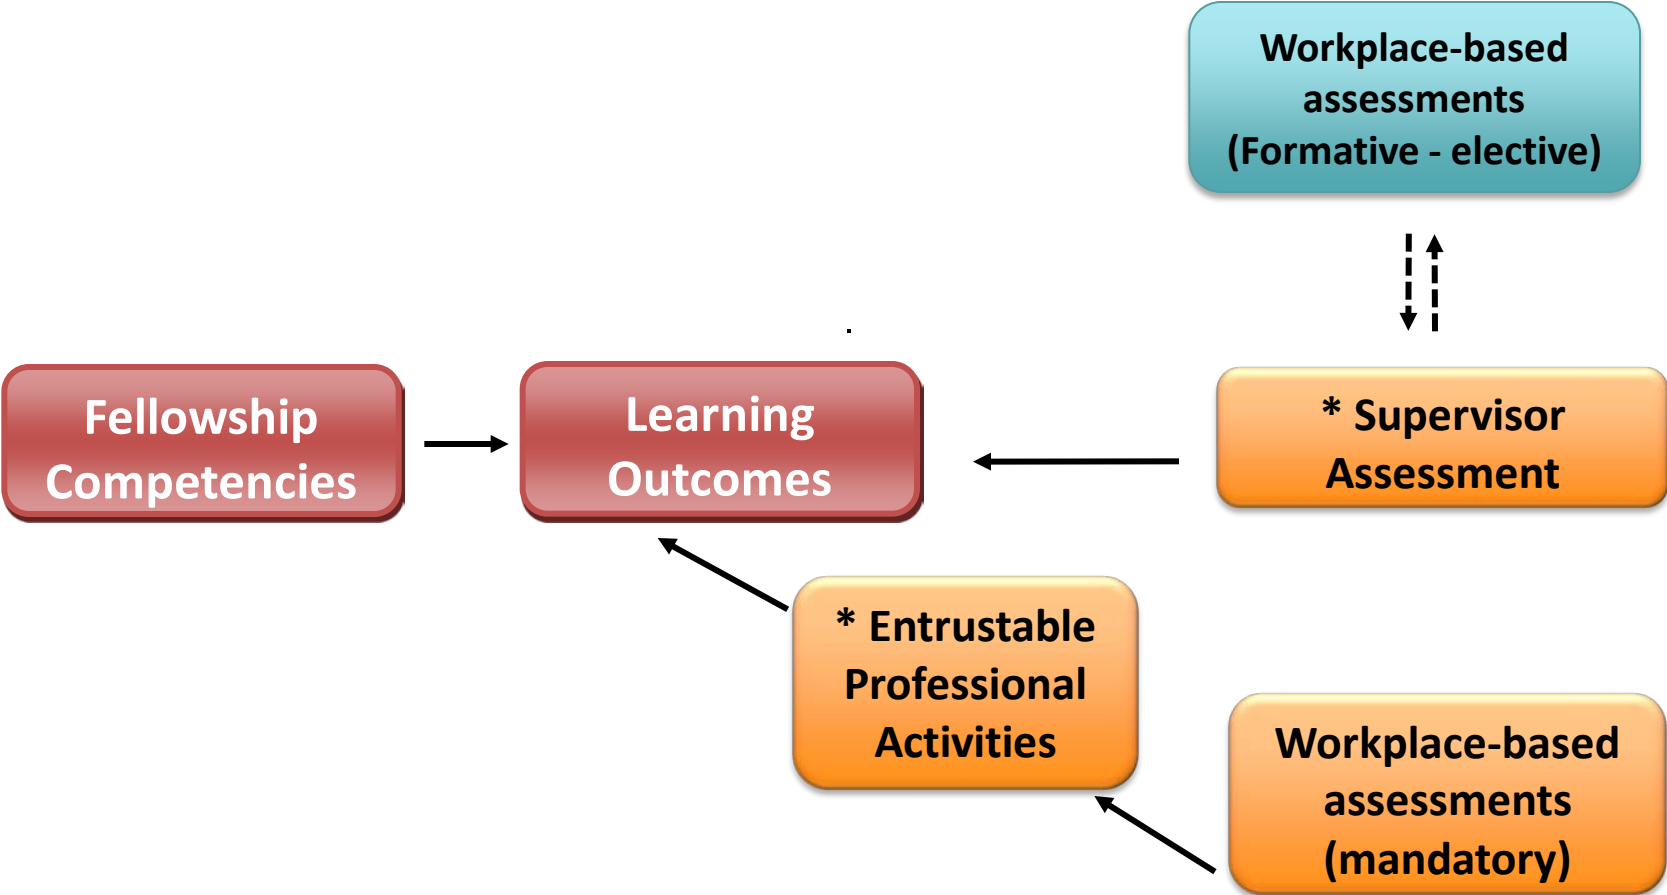 Workplace-based
assessments
(Formative - elective)
Fellowship
Competencies
Learning
Outcomes
* Supervisor
Assessment
* Entrustable
Professional
Activities
Workplace-based
assessments
(mandatory)